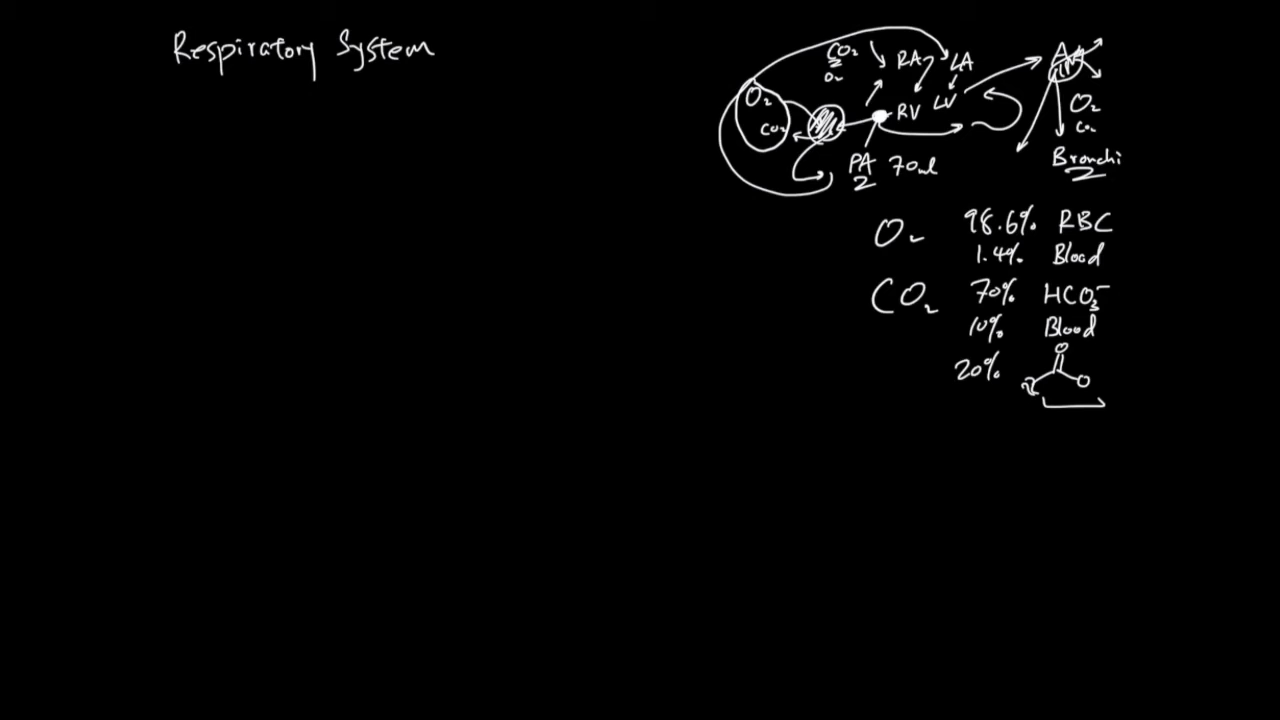 Respiratory System
CO₂ RA LA
O₂
O₂ CO₂ RV LV
PA 70ml
2
O₂
CO₂
Bronchi
O₂ 98.6% RBC
1.4% Blood
CO₂ 70% HCO₃⁻
10% Blood
20%
O
O